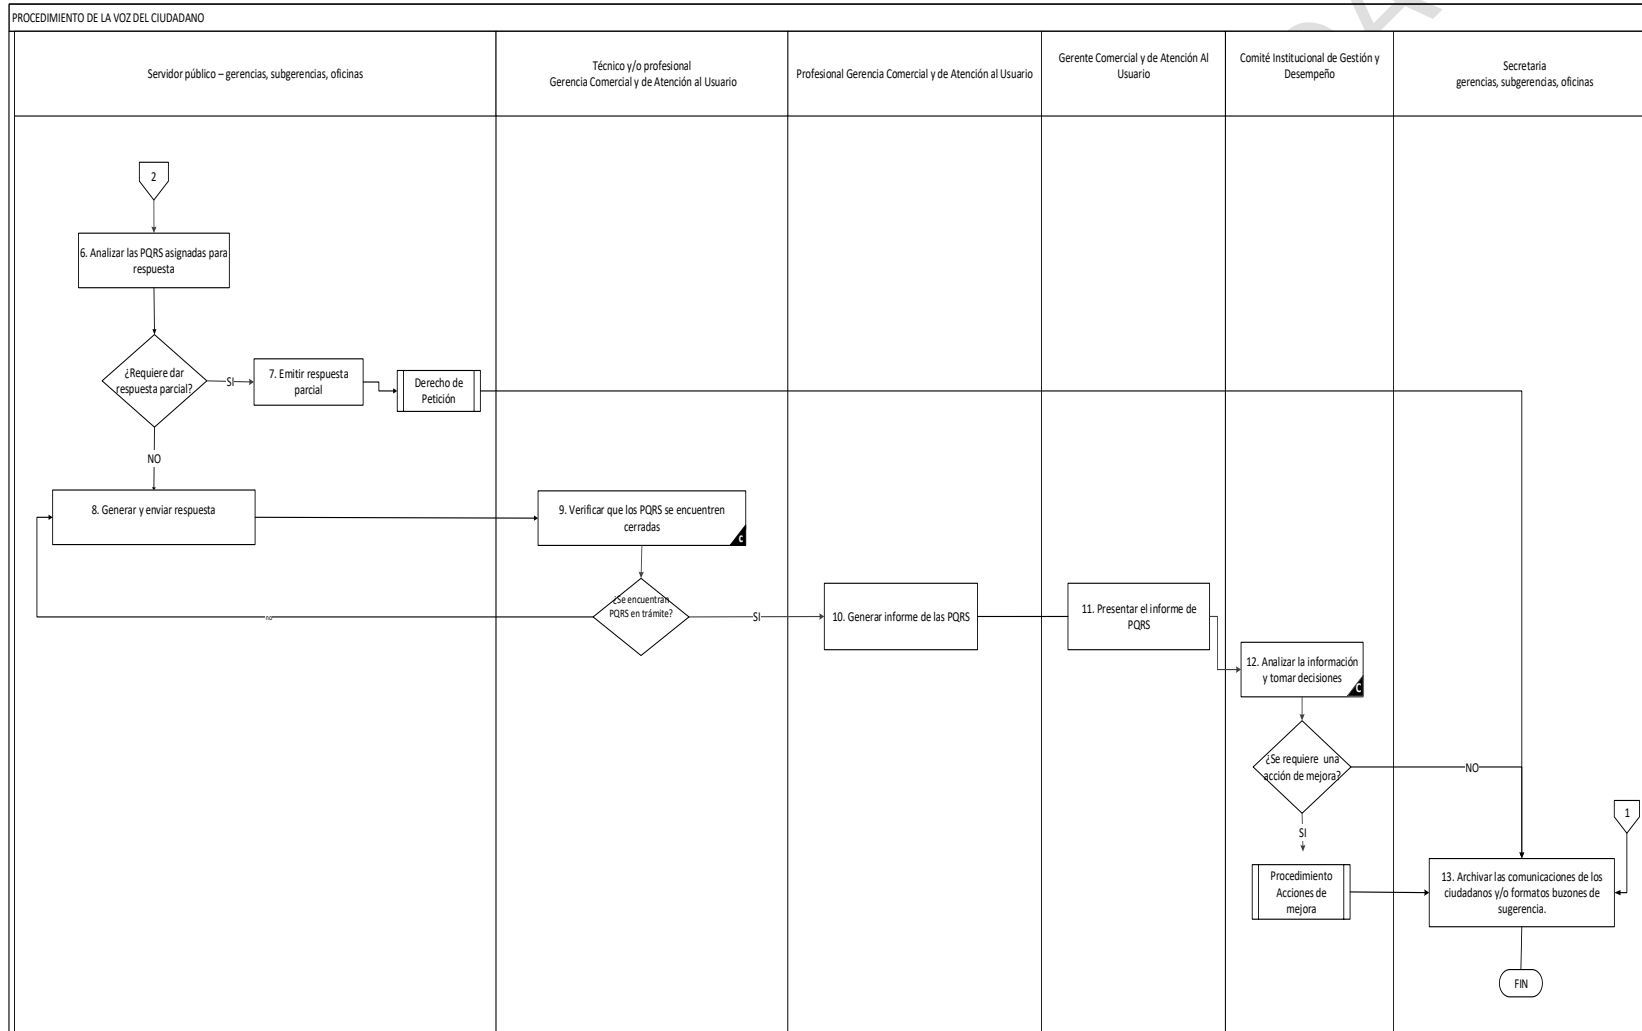 PROCEDIMIENTO DE LA VOZ DEL CIUDADANO
Servidor público – gerencias, subgerencias, oficinas
Técnico y/o profesional
Gerencia Comercial y de Atención al Usuario
Profesional Gerencia Comercial y de Atención al Usuario
Gerente Comercial y de Atención Al
Usuario
Comité Institucional de Gestión y
Desempeño
Secretaria
gerencias, subgerencias, oficinas
2
6. Analizar las PQRS asignadas para
respuesta
¿Requiere dar
respuesta parcial?
SI
7. Emitir respuesta
parcial
Derecho de
Petición
NO
8. Generar y enviar respuesta
9. Verificar que los PQRS se encuentren
cerradas
C
¿Se encuentran
PQRS en trámite?
no
SI
10. Generar informe de las PQRS
11. Presentar el informe de
PQRS
12. Analizar la información
y tomar decisiones
C
¿Se requiere una
acción de mejora?
NO
SI
1
Procedimiento
Acciones de
mejora
13. Archivar las comunicaciones de los
ciudadanos y/o formatos buzones de
sugerencia.
FIN